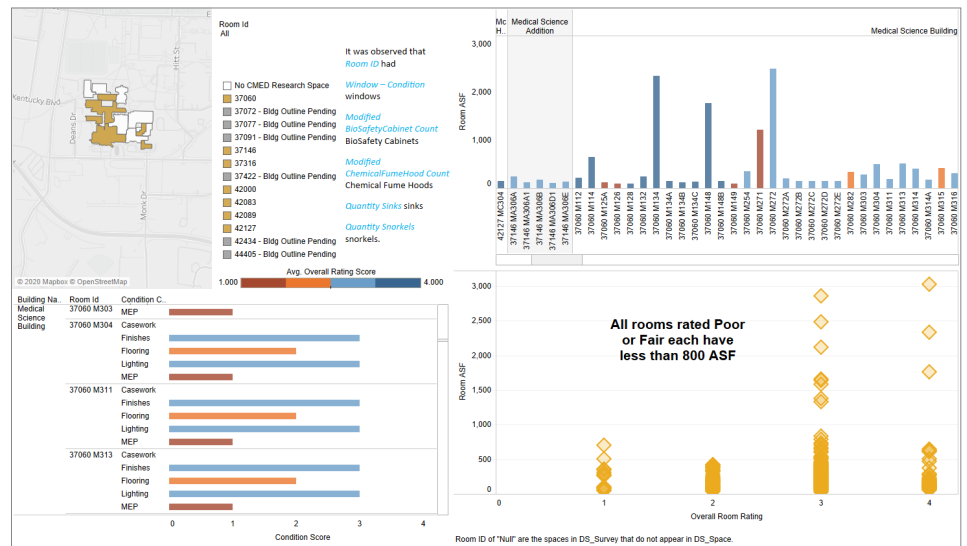 Kentucky Blvd
Hitt St
Deans Dr
Monk Dr
© 2020 Mapbox © OpenStreetMap
Room Id
All
No CMED Research Space
37060
37072 - Bldg Outline Pending
37077 - Bldg Outline Pending
37091 - Bldg Outline Pending
37146
37316
37422 - Bldg Outline Pending
42000
42083
42089
42127
42434 - Bldg Outline Pending
44405 - Bldg Outline Pending
It was observed that
Room ID had
Window – Condition
windows
Modified
BioSafetyCabinet Count
BioSafety Cabinets
Modified
ChemicalFumeHood Count
Chemical Fume Hoods
Quantity Sinks sinks
Quantity Snorkels
snorkels.
Avg. Overall Rating Score
1.000 4.000
Mc
H..
Medical Science
Addition
Medical Science Building
Room ASF
3,000
2,000
1,000
0
42127 MC304
37146 MA306A
37146 MA306A1
37146 MA306B
37146 MA306D1
37146 MA306E
37060 M112
37060 M114
37060 M125A
37060 M126
37060 M128
37060 M132
37060 M134
37060 M134A
37060 M134B
37060 M134C
37060 M148
37060 M148B
37060 M149
37060 M254
37060 M271
37060 M272
37060 M272A
37060 M272B
37060 M272C
37060 M272D
37060 M272E
37060 M282
37060 M303
37060 M304
37060 M311
37060 M313
37060 M314
37060 M314A
37060 M315
37060 M316
Building Na.. Room Id Condition C..
Medical
Science
Building
37060 M303 MEP
37060 M304 Casework
Finishes
Flooring
Lighting
MEP
37060 M311 Casework
Finishes
Flooring
Lighting
MEP
37060 M313 Casework
Finishes
Flooring
Lighting
MEP
0 1 2 3 4
Condition Score
Room ASF
3,000
2,500
2,000
1,500
1,000
500
0
All rooms rated Poor
or Fair each have
less than 800 ASF
0 1 2 3 4
Overall Room Rating
Room ID of "Null" are the spaces in DS_Survey that do not appear in DS_Space.